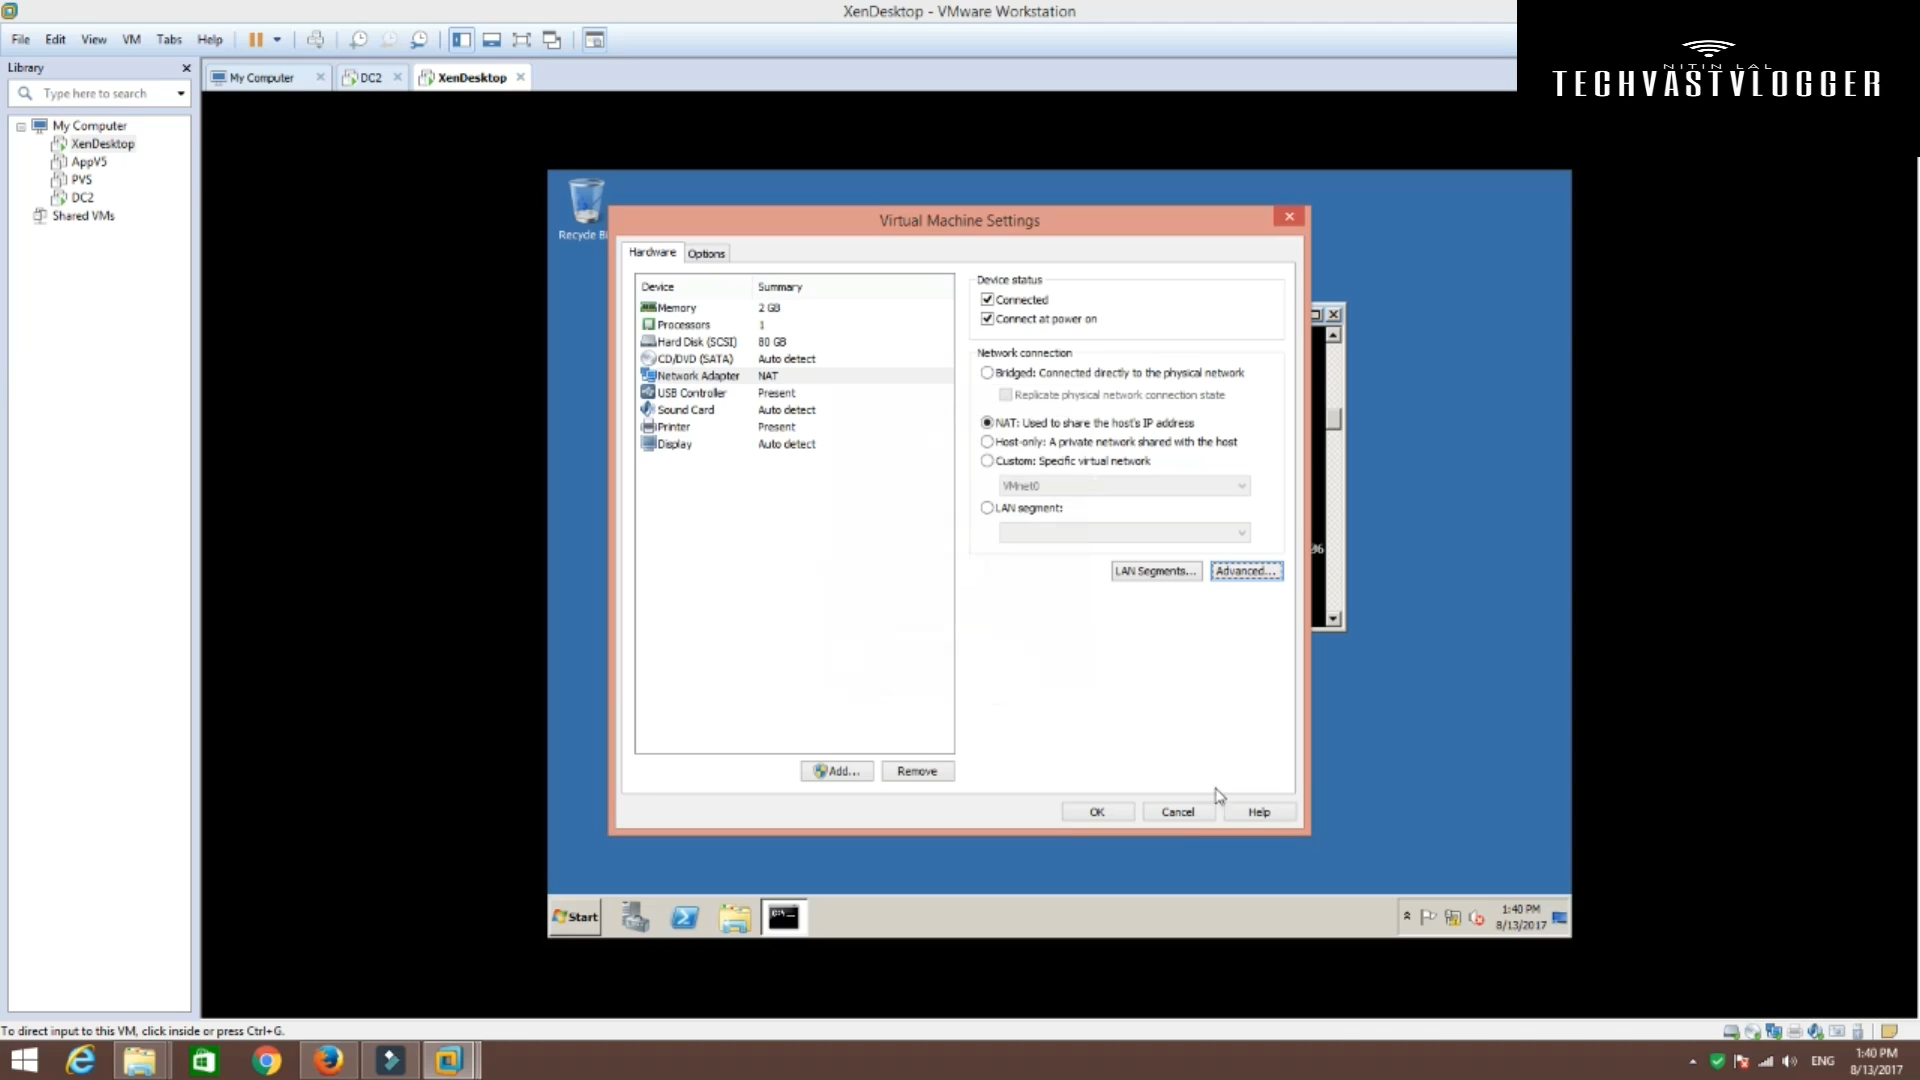 XenDesktop - VMware Workstation
File Edit View VM Tabs Help
NITIN LAL
TECHVASTVLOGGER
Library
Type here to search
My Computer
XenDesktop
AppV5
PVS
DC2
Shared VMs
My Computer DC2 XenDesktop
Virtual Machine Settings
Hardware Options
Device Summary
Memory 2 GB
Processors 1
Hard Disk (SCSI) 80 GB
CD/DVD (SATA) Auto detect
Network Adapter NAT
USB Controller Present
Sound Card Auto detect
Printer Present
Display Auto detect
Add... Remove
Device status
Connected
Connect at power on
Network connection
Bridged: Connected directly to the physical network
Replicate physical network connection state
NAT: Used to share the host's IP address
Host-only: A private network shared with the host
Custom: Specific virtual network
VMnet0
LAN segment:
LAN Segments... Advanced...
OK Cancel Help
Start
1:40 PM
8/13/2017
To direct input to this VM, click inside or press Ctrl+G.
ENG
1:40 PM
8/13/2017